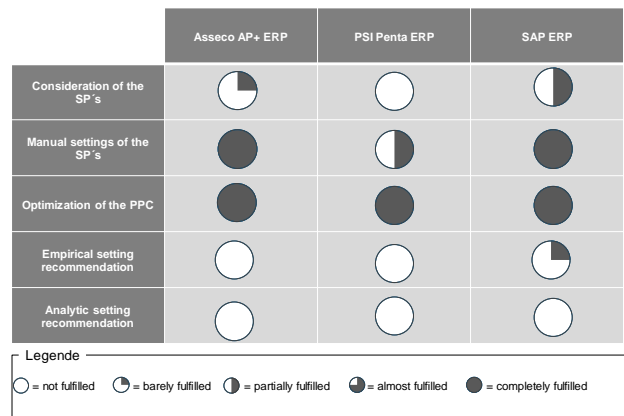 Asseco AP+ ERP PSI Penta ERP SAP ERP
Consideration of the
SP´s
Manual settings of the
SP´s
Optimization of the PPC
Empirical setting
recommendation
Analytic setting
recommendation
Legende
= not fulfilled = barely fulfilled = partially fulfilled = almost fulfilled = completely fulfilled